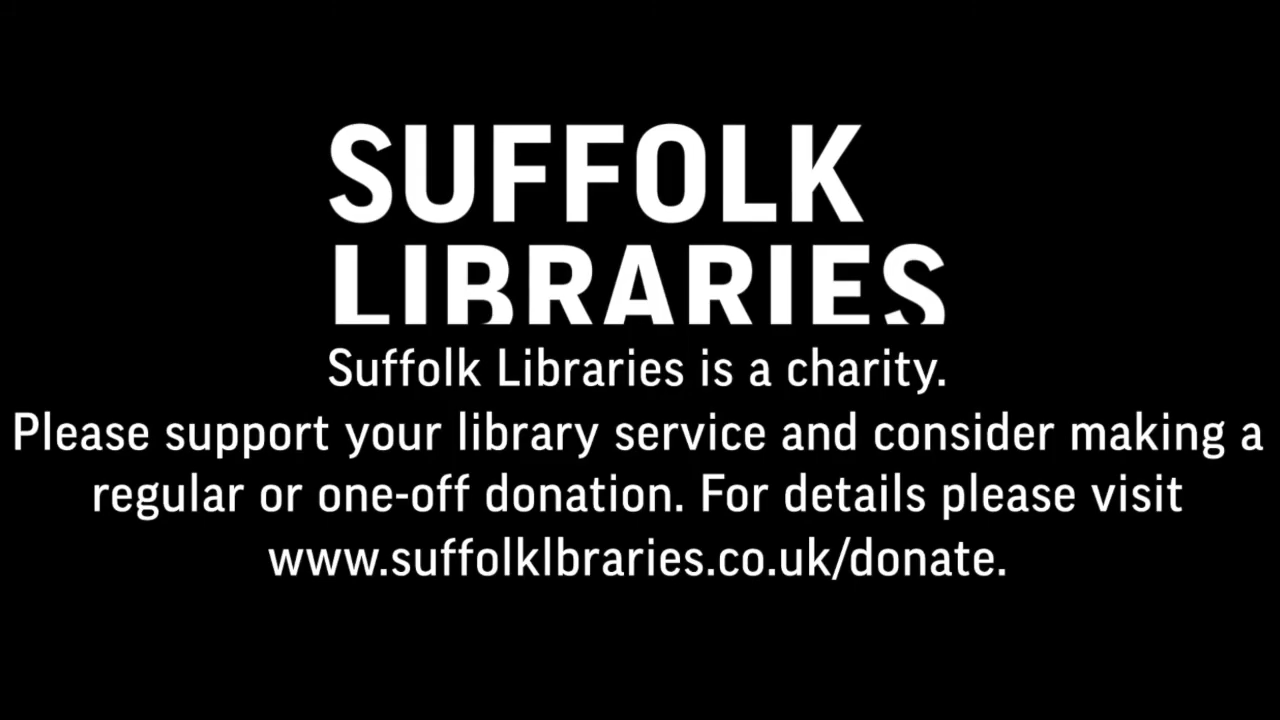 SUFFOLK
LIBRARIES
Suffolk Libraries is a charity.
Please support your library service and consider making a
regular or one-off donation. For details please visit
www.suffolklbraries.co.uk/donate.